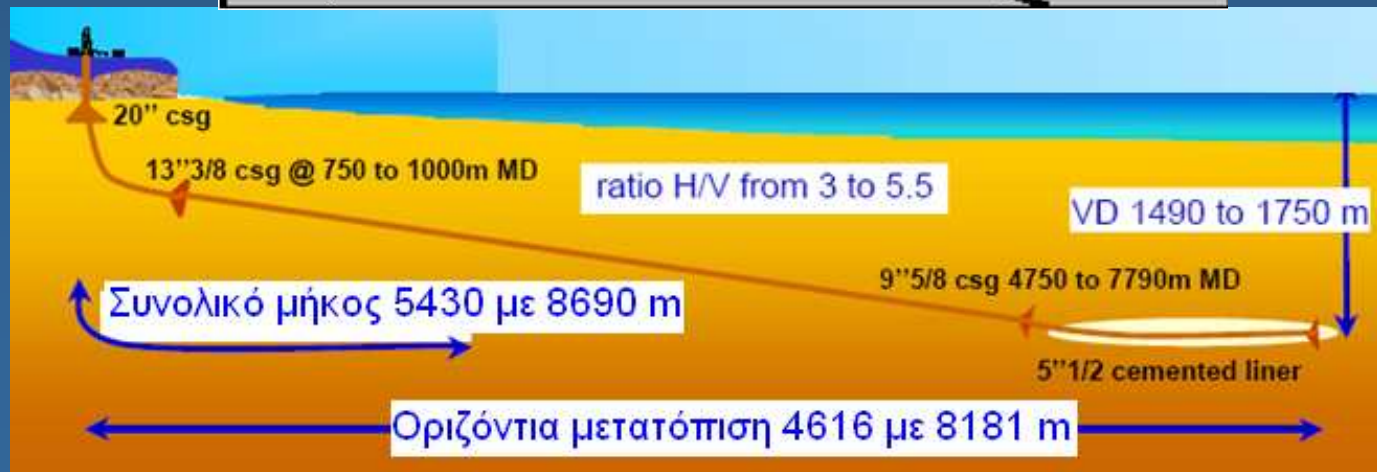 20" csg
13"3/8 csg @ 750 to 1000m MD
ratio H/V from 3 to 5.5
VD 1490 to 1750 m
9"5/8 csg 4750 to 7790m MD
Συνολικό μήκος 5430 με 8690 m
5"1/2 cemented liner
Οριζόντια μετατόπιση 4616 με 8181 m